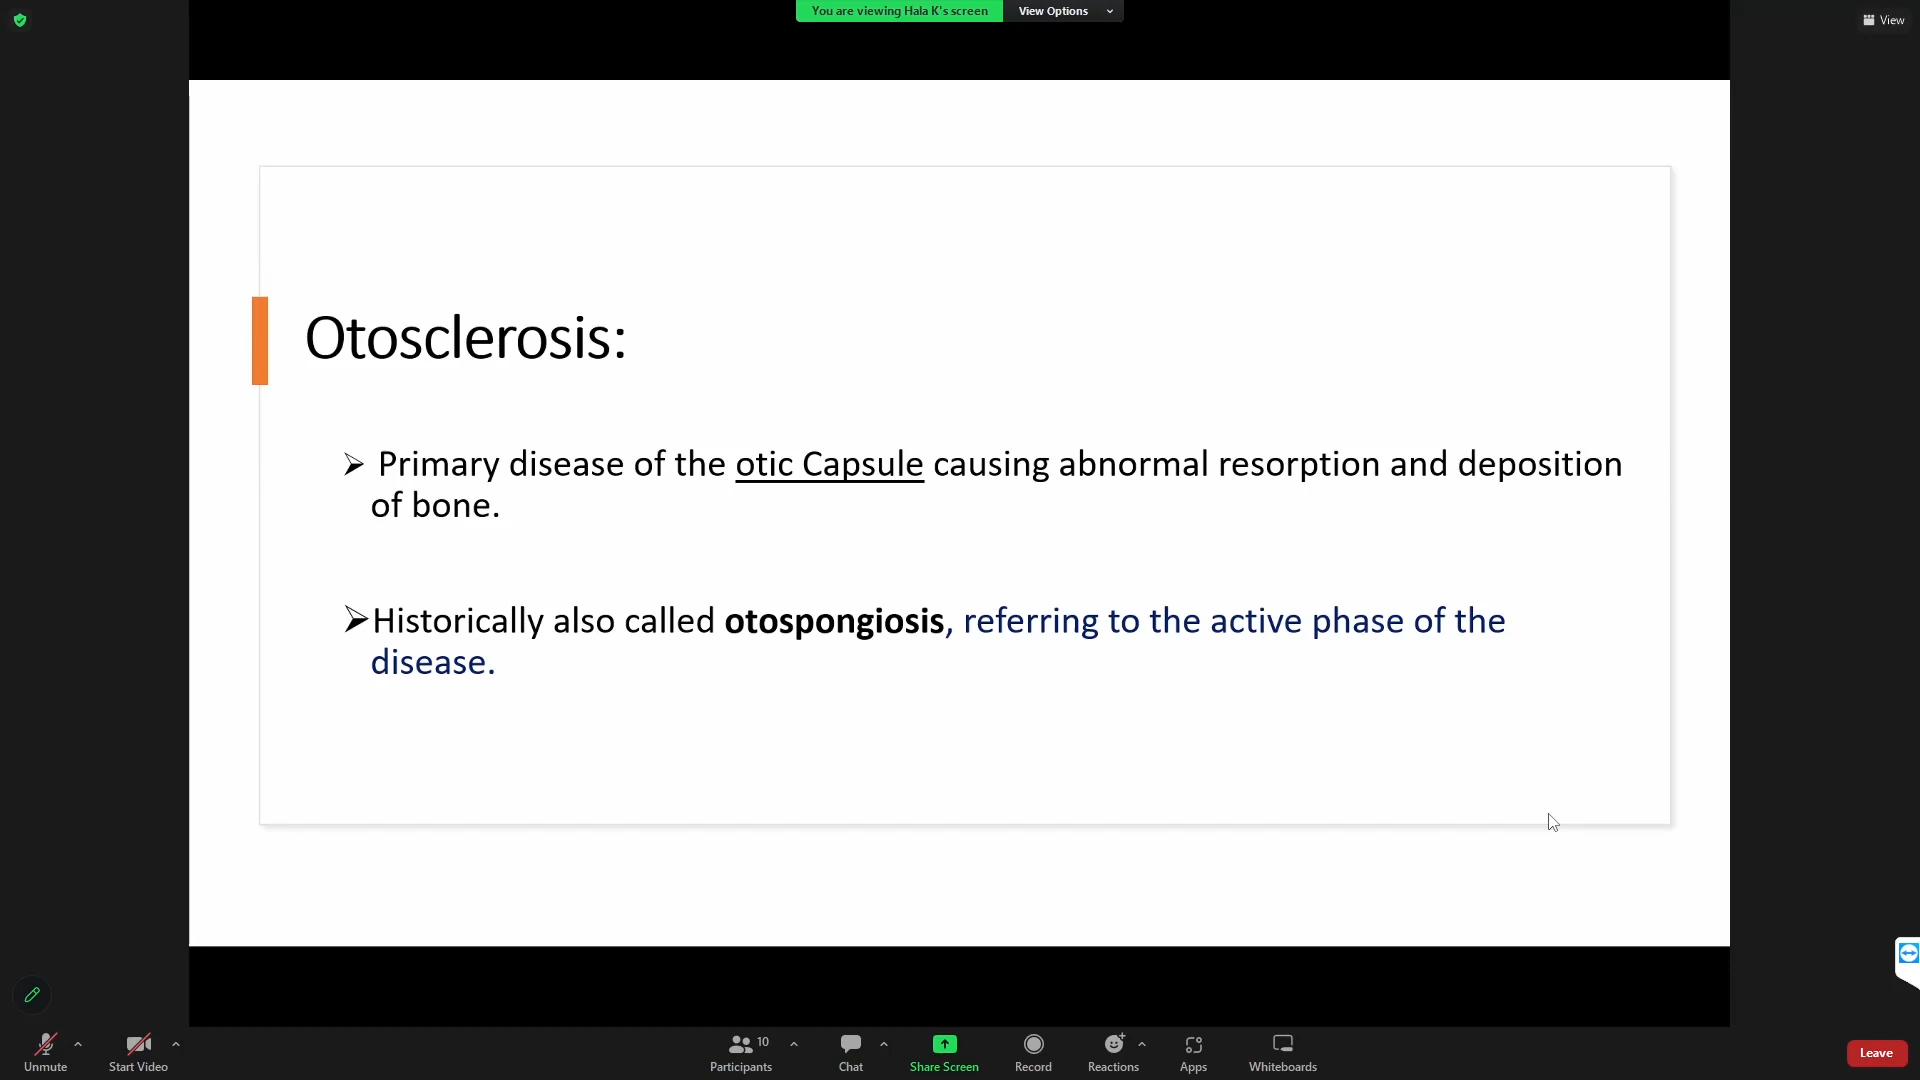 You are viewing Hala K's screen
View Options
View
Otosclerosis:
Primary disease of the otic Capsule causing abnormal resorption and deposition
of bone.
Historically also called otospongiosis, referring to the active phase of the
disease.
Unmute
Start Video
10
Participants
Chat
Share Screen
Record
Reactions
Apps
Whiteboards
Leave